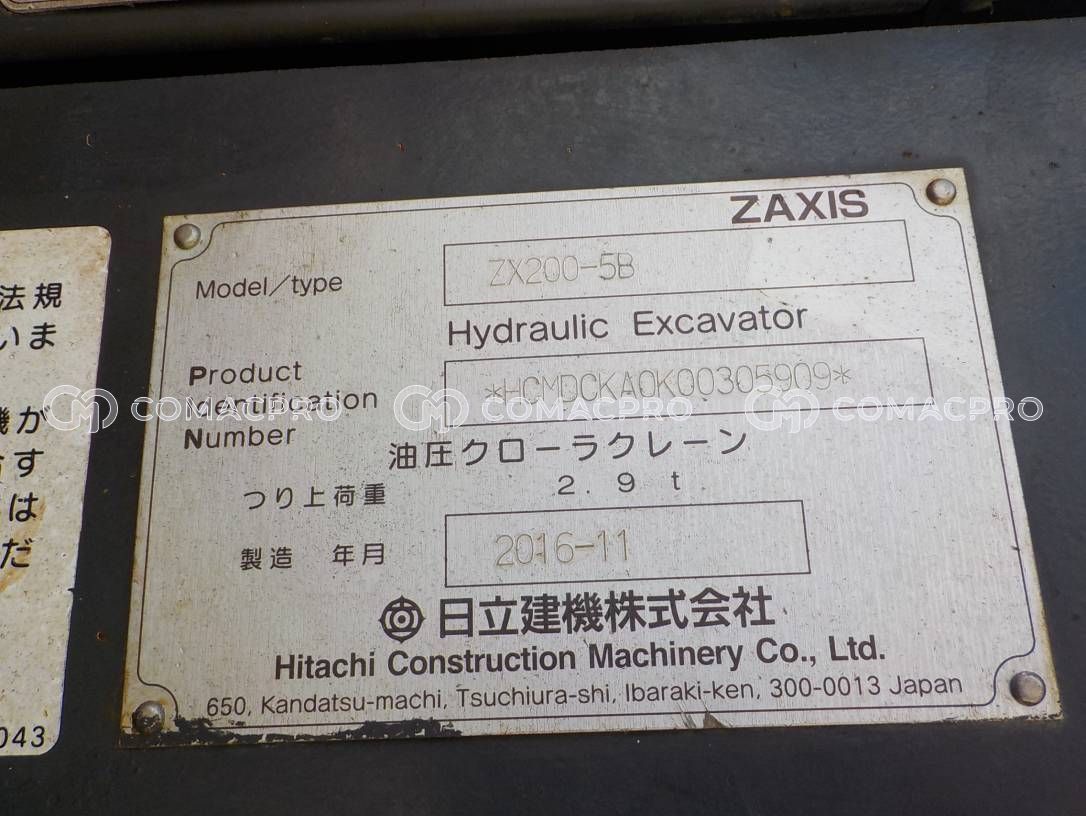 ZAXIS
Model/type ZX200-5B
Hydraulic Excavator
Product
Identification
Number
*HCMDCKA0K00305909*
油圧クローラクレーン
つり上荷重 2.9 t
製造 年月 2016-11
日立建機株式会社
Hitachi Construction Machinery Co., Ltd.
650, Kandatsu-machi, Tsuchiura-shi, Ibaraki-ken, 300-0013 Japan
法規
いま
機が
す
は
だ
043
COMACPRO COMACPRO COMACPRO